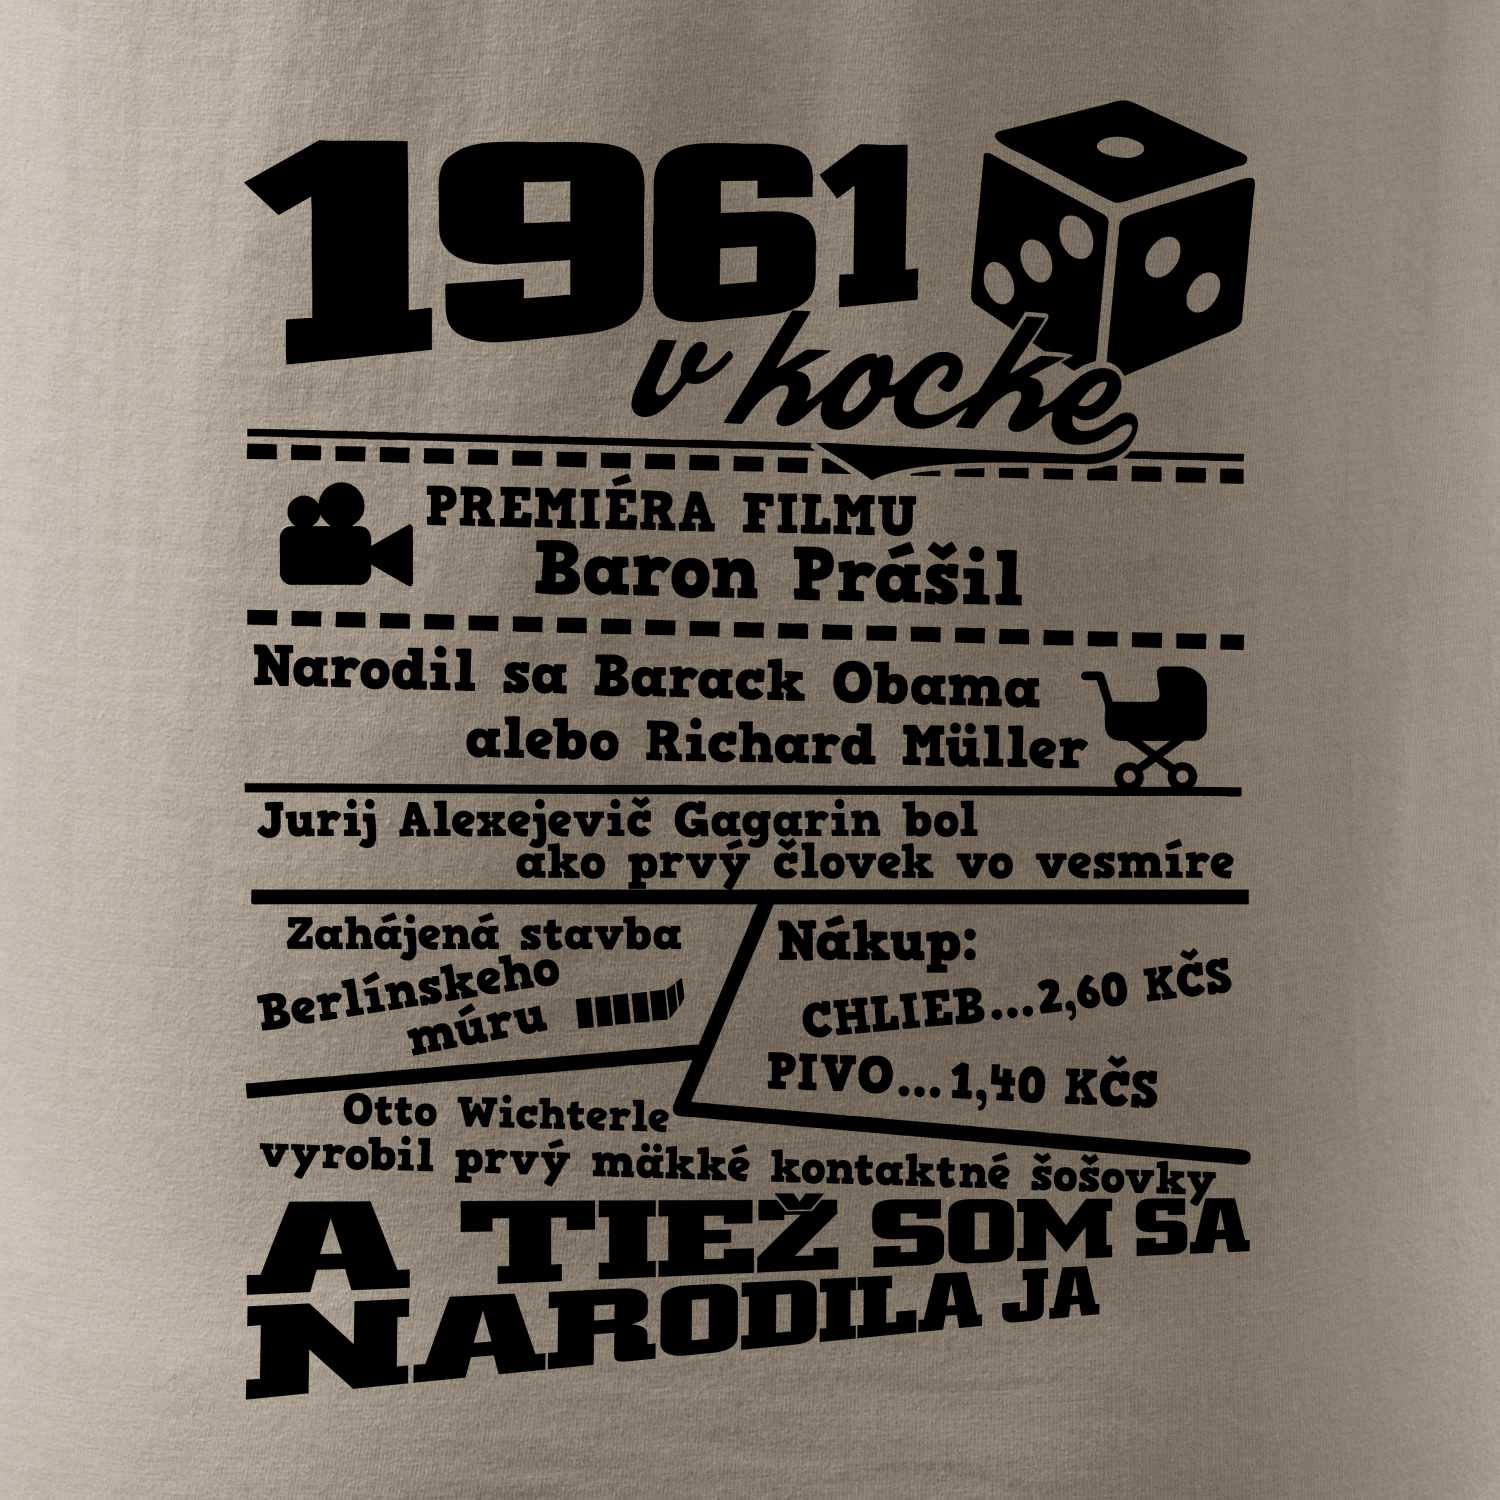 1961
v kocke
PREMIÉRA FILMU
Baron Prášil
Narodil sa Barack Obama
alebo Richard Müller
Jurij Alexejevič Gagarin bol
ako prvý človek vo vesmíre
Zahájená stavba
Berlínskeho
múru
Nákup:
CHLIEB...2,60 KČS
PIVO...1,40 KČS
Otto Wichterle
vyrobil prvý mäkké kontaktné šošovky
A TIEŽ SOM SA
NARODILA JA